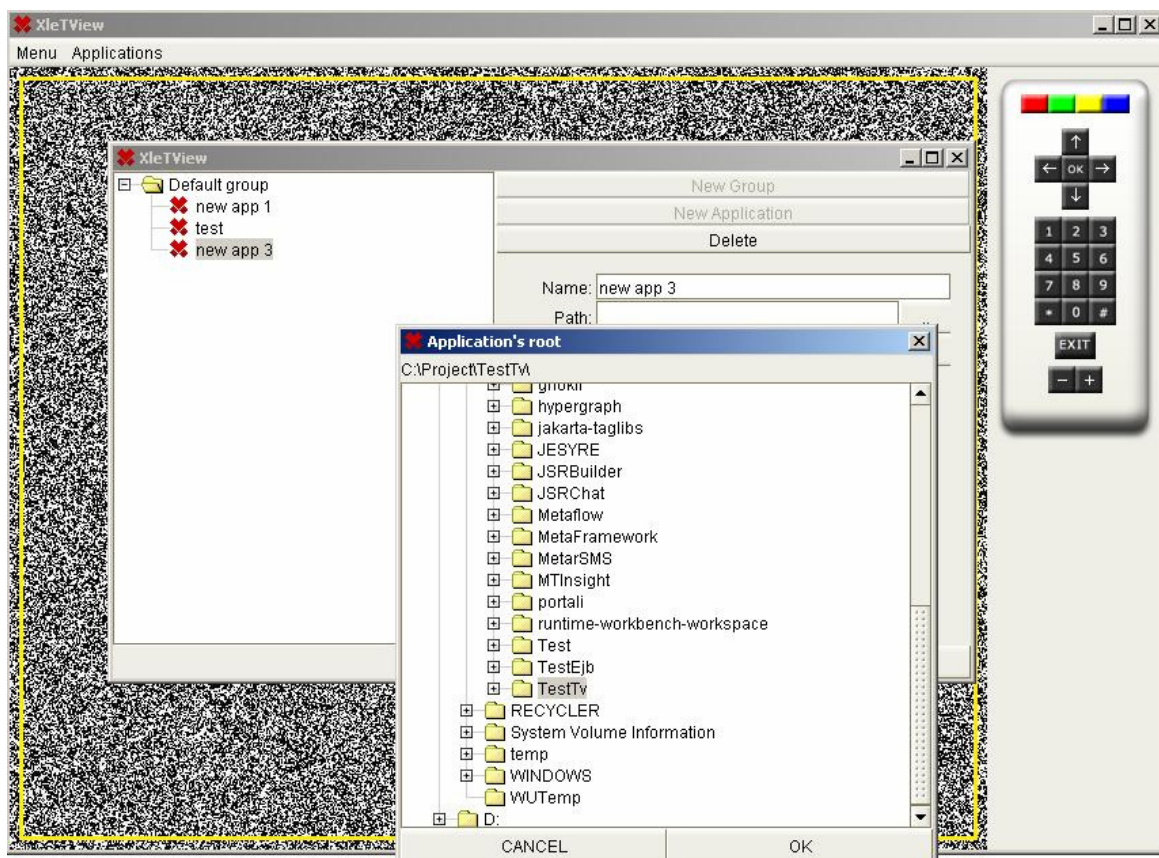 XleTView
Menu Applications
XleTView
Default group
new app 1
test
new app 3
New Group
New Application
Delete
Name: new app 3
Path:
Application's root
C:\Project\TestTv\
hypergraph
jakarta-taglibs
JESYRE
JSRBuilder
JSRChat
Metaflow
MetaFramework
MetarSMS
MTInsight
portali
runtime-workbench-workspace
Test
TestEjb
TestTv
RECYCLER
System Volume Information
temp
WINDOWS
WUTemp
D:
CANCEL OK
OK
1 2 3
4 5 6
7 8 9
* 0 #
EXIT
- +